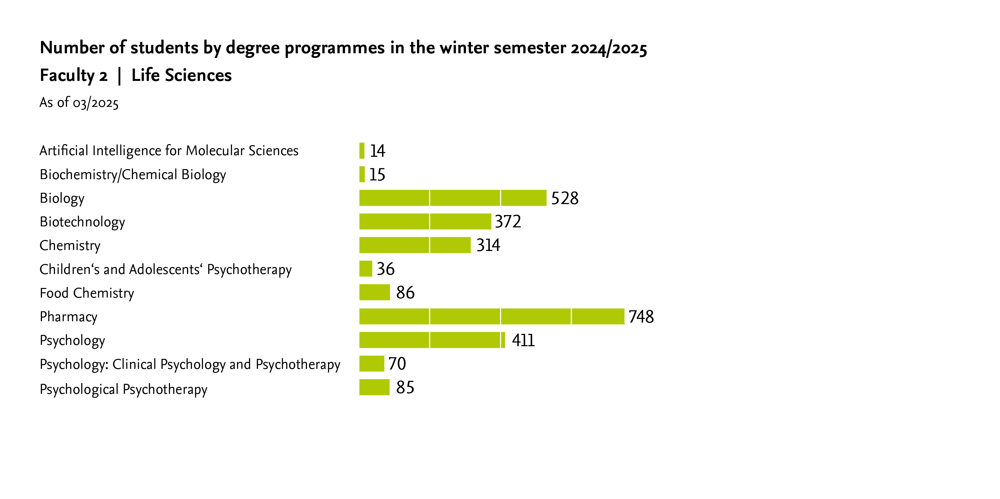 Number of students by degree programmes in the winter semester 2024/2025
Faculty 2 | Life Sciences
As of 03/2025
Artificial Intelligence for Molecular Sciences 14
Biochemistry/Chemical Biology 15
Biology 528
Biotechnology 372
Chemistry 314
Children‘s and Adolescents‘ Psychotherapy 36
Food Chemistry 86
Pharmacy 748
Psychology 411
Psychology: Clinical Psychology and Psychotherapy 70
Psychological Psychotherapy 85